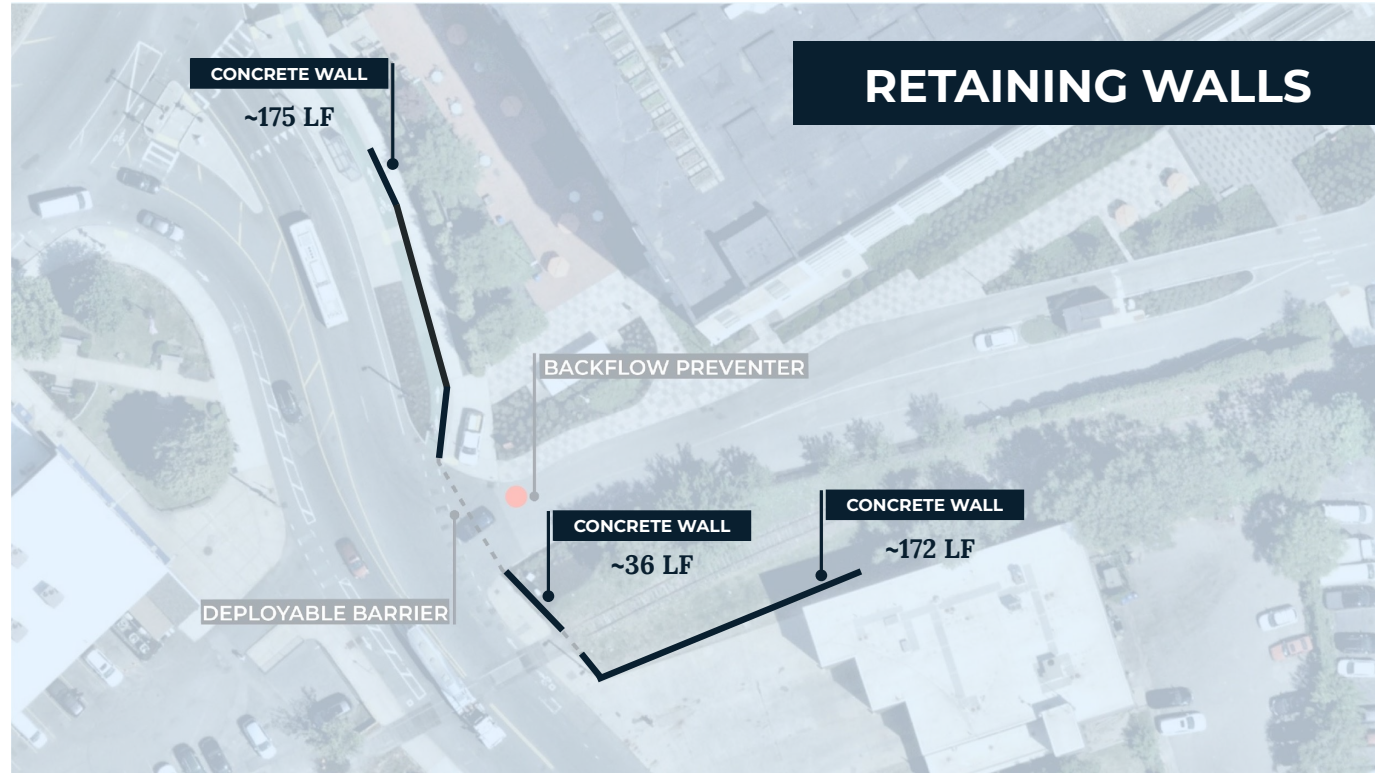 RETAINING WALLS
CONCRETE WALL
~175 LF
BACKFLOW PREVENTER
CONCRETE WALL
~172 LF
CONCRETE WALL
~36 LF
DEPLOYABLE BARRIER